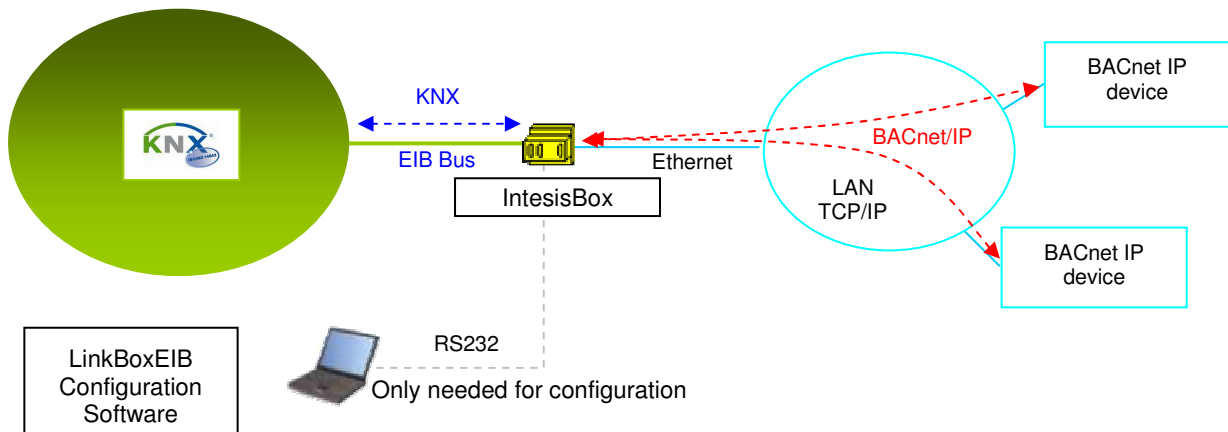 KNX
KNX
EIB Bus
IntesisBox
Ethernet
BACnet/IP
LAN
TCP/IP
BACnet IP
device
BACnet IP
device
LinkBoxEIB
Configuration
Software
RS232
Only needed for configuration